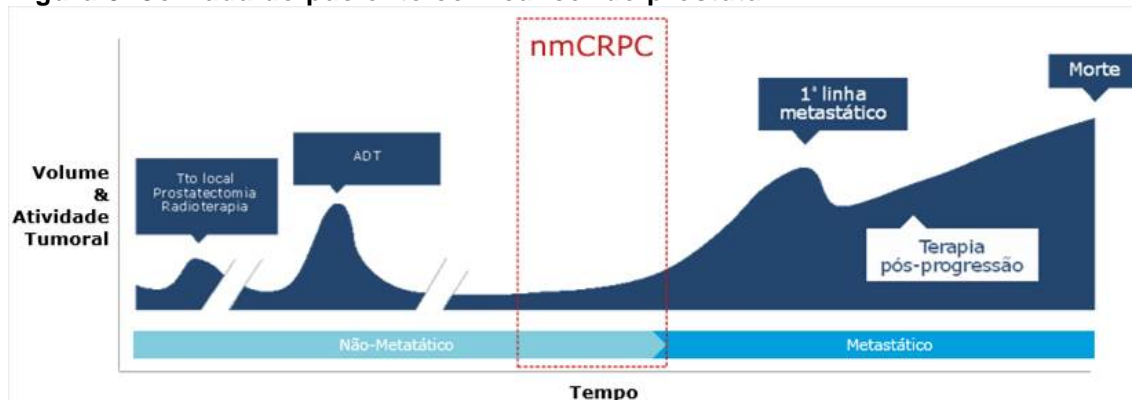 nmCRPC
Morte
1ª linha
metastático
ADT
Tto local
Prostatectomia
Radioterapia
Volume
&
Atividade
Tumoral
Terapia
pós-progressão
Não-Metatático
Metastático
Tempo